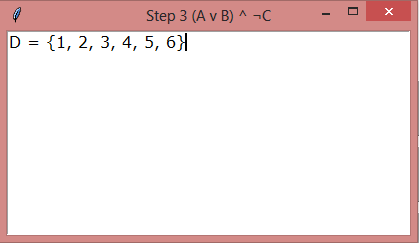 Step 3 (A v B) ^ ¬C
D = {1, 2, 3, 4, 5, 6}